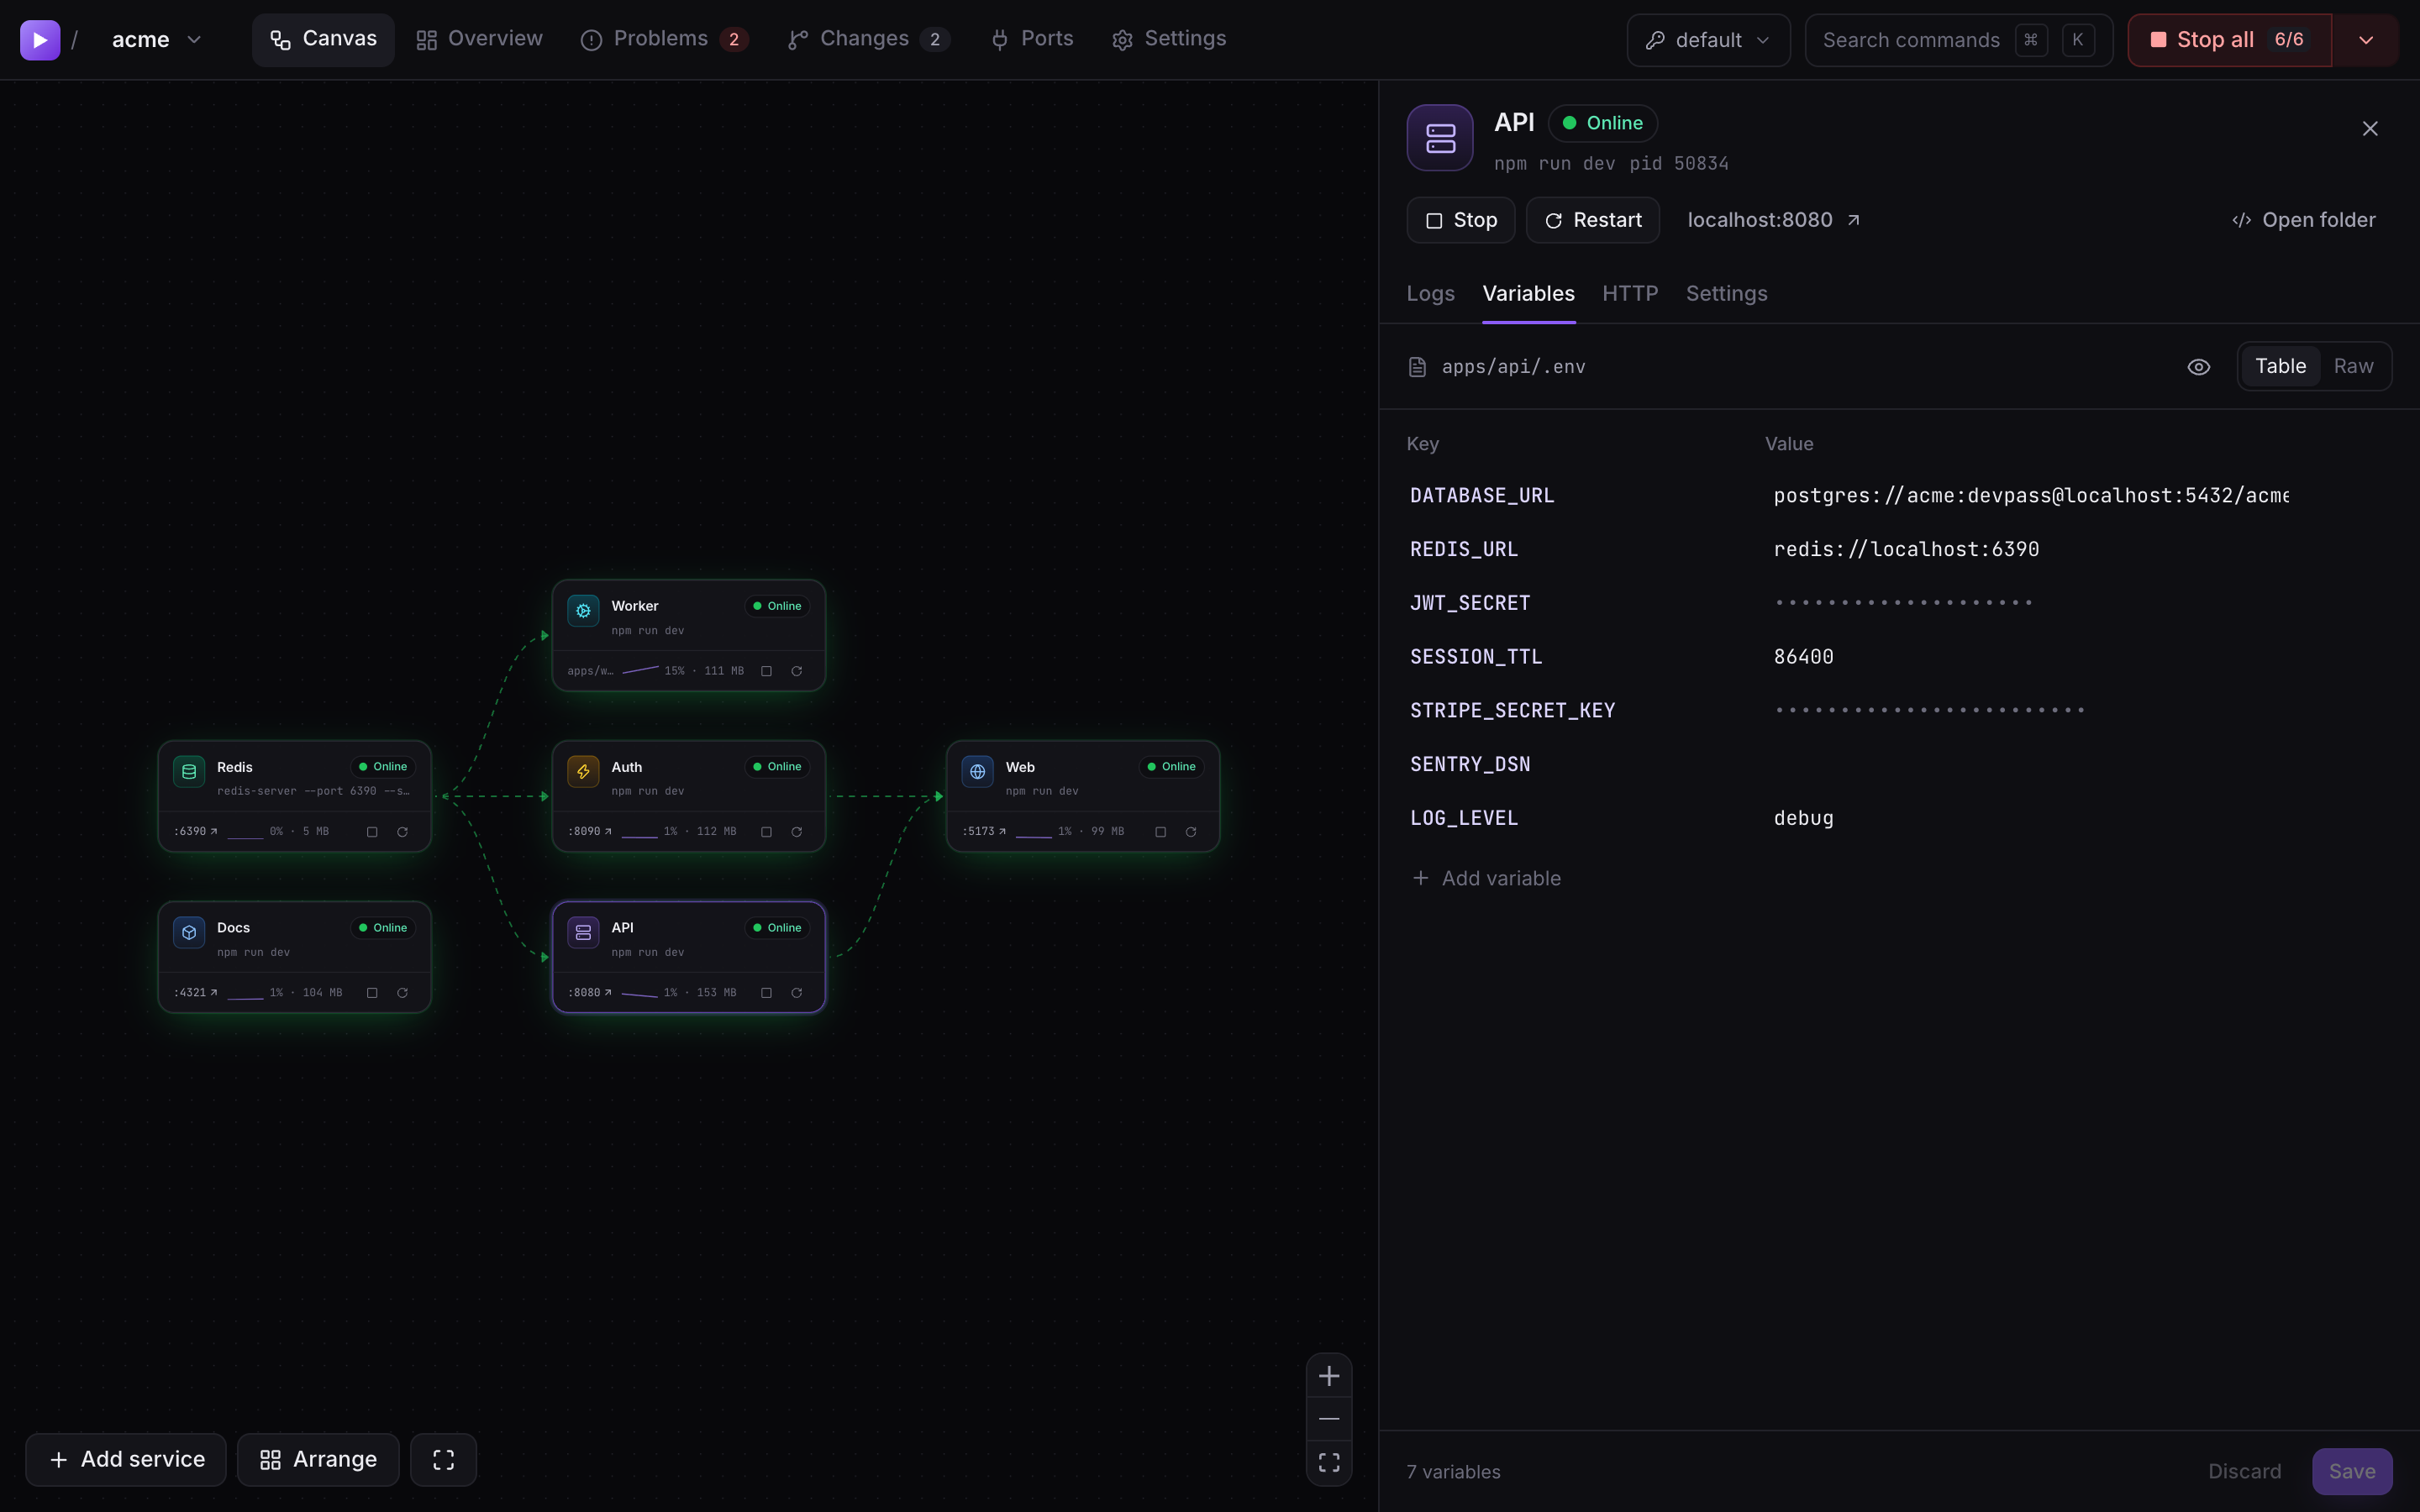 / acme Canvas Overview Problems 2 Changes 2 Ports Settings default Search commands ⌘ K Stop all 6/6
API Online
npm run dev pid 50834
Stop Restart localhost:8080 Open folder
Logs Variables HTTP Settings
apps/api/.env Table Raw
Key Value
DATABASE_URL postgres://acme:devpass@localhost:5432/acme
REDIS_URL redis://localhost:6390
JWT_SECRET ••••••••••••••••••••
SESSION_TTL 86400
STRIPE_SECRET_KEY ••••••••••••••••••••••••
SENTRY_DSN
LOG_LEVEL debug
+ Add variable
7 variables Discard Save
Worker Online
npm run dev
apps/w… 15% · 111 MB
Redis Online
redis-server --port 6390 --s…
:6390 0% · 5 MB
Auth Online
npm run dev
:8090 1% · 112 MB
Web Online
npm run dev
:5173 1% · 99 MB
Docs Online
npm run dev
:4321 1% · 104 MB
API Online
npm run dev
:8080 1% · 153 MB
+ Add service Arrange